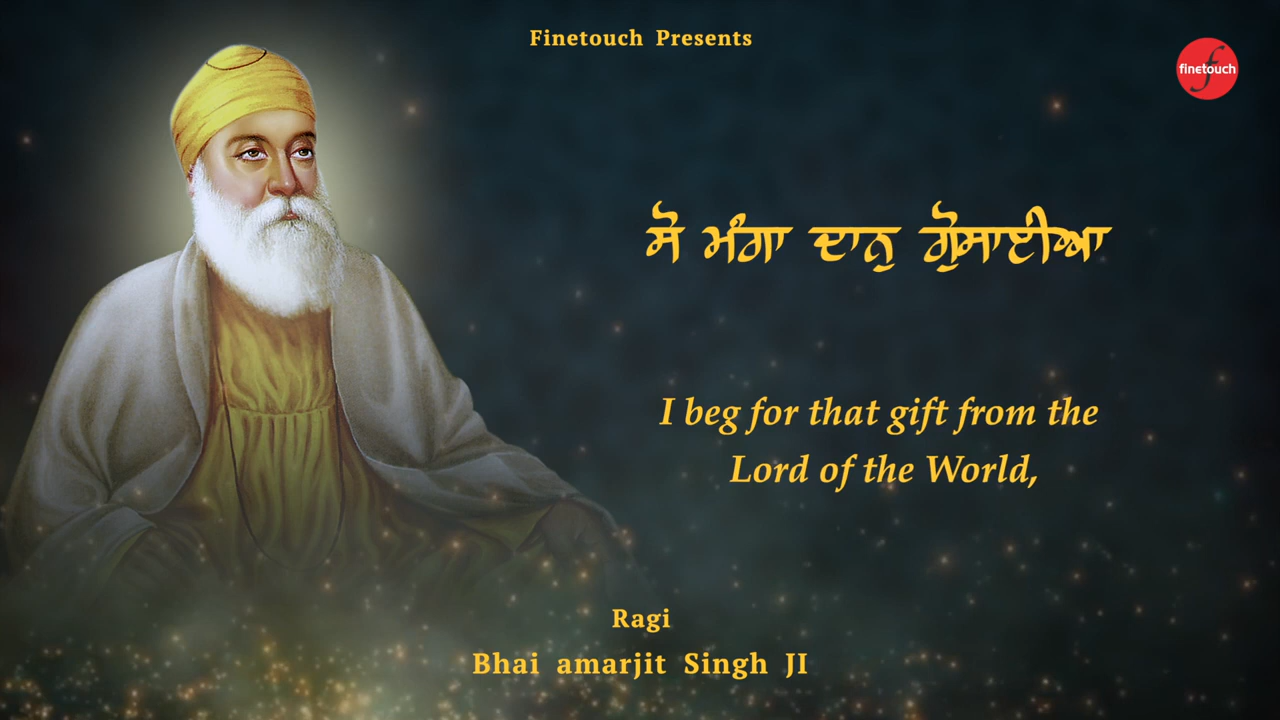 Finetouch Presents
finetouch
ਸੋ ਮੰਗਾ ਦਾਨੁ ਗੋੁਸਾਈਆ
I beg for that gift from the
Lord of the World,
Ragi
Bhai amarjit Singh JI